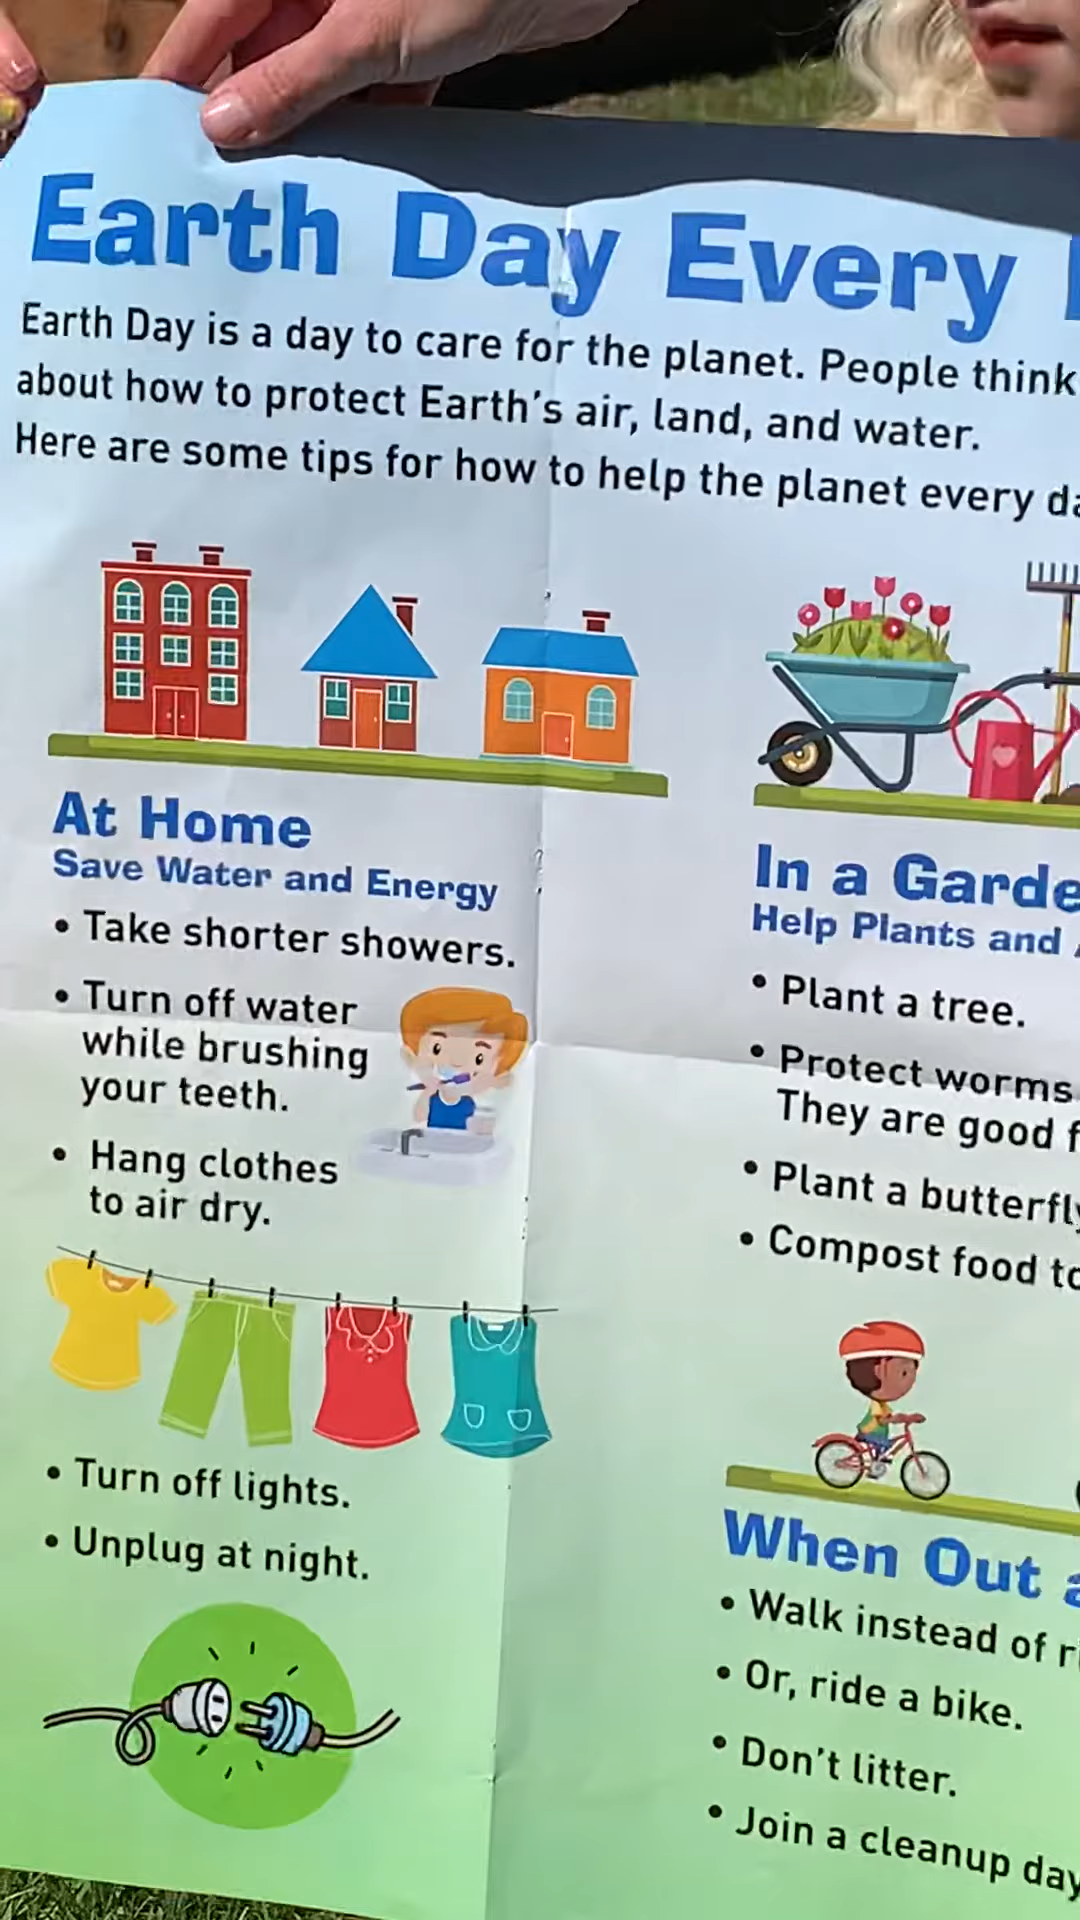 Earth Day Every
Earth Day is a day to care for the planet. People think
about how to protect Earth's air, land, and water.
Here are some tips for how to help the planet every
At Home
Save Water and Energy
• Take shorter showers.
• Turn off water
while brushing
your teeth.
• Hang clothes
to air dry.
• Turn off lights.
• Unplug at night.
In a
Help Plants and
• Plant a tree.
• Protect worms
They are good
• Plant a
• Compost food
When Out
• Walk instead of
• Or, ride a bike.
• Don't litter.
• Join a cleanup day